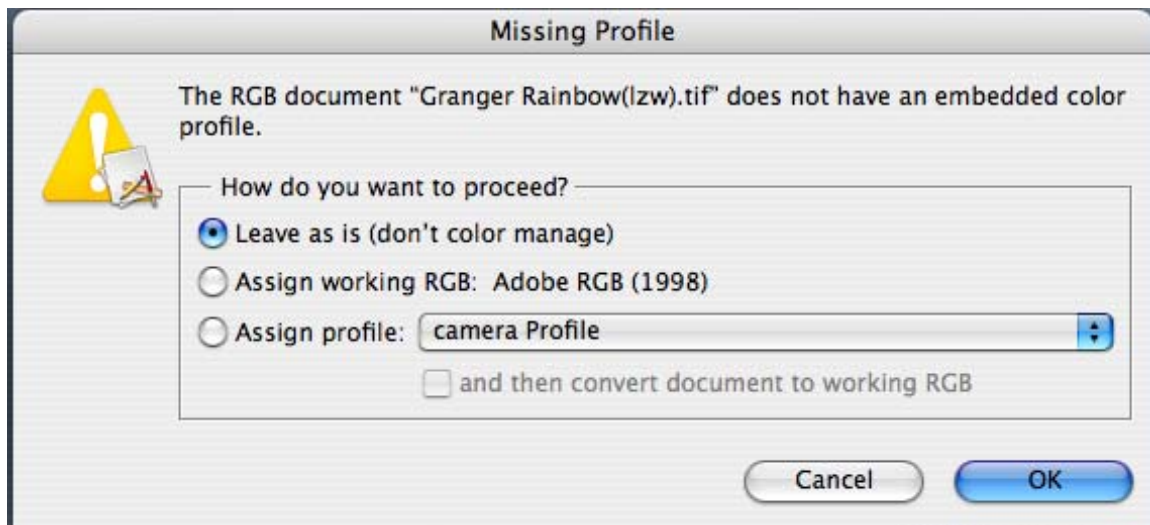 Missing Profile
The RGB document “Granger Rainbow(lzw).tif” does not have an embedded color
profile.
How do you want to proceed?
Leave as is (don't color manage)
Assign working RGB: Adobe RGB (1998)
Assign profile: camera Profile
and then convert document to working RGB
Cancel OK